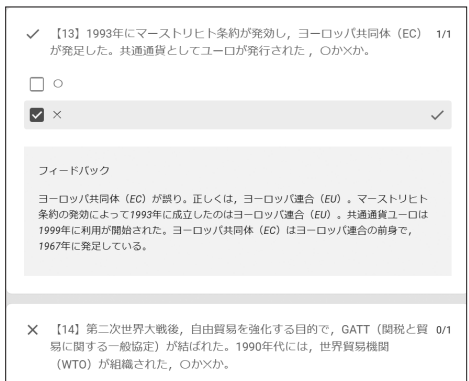 【13】1993年にマーストリヒト条約が発効し，ヨーロッパ共同体（EC） 1/1
が発足した。共通通貨としてユーロが発行された，〇か×か。
〇
×
フィードバック
ヨーロッパ共同体（EC）が誤り。正しくは，ヨーロッパ連合（EU）。マーストリヒト
条約の発効によって1993年に成立したのはヨーロッパ連合（EU）。共通通貨ユーロは
1999年に利用が開始された。ヨーロッパ共同体（EC）はヨーロッパ連合の前身で，
1967年に発足している。
【14】第二次世界大戦後，自由貿易を強化する目的で，GATT（関税と貿 0/1
易に関する一般協定）が結ばれた。1990年代には，世界貿易機関
（WTO）が組織された，〇か×か。